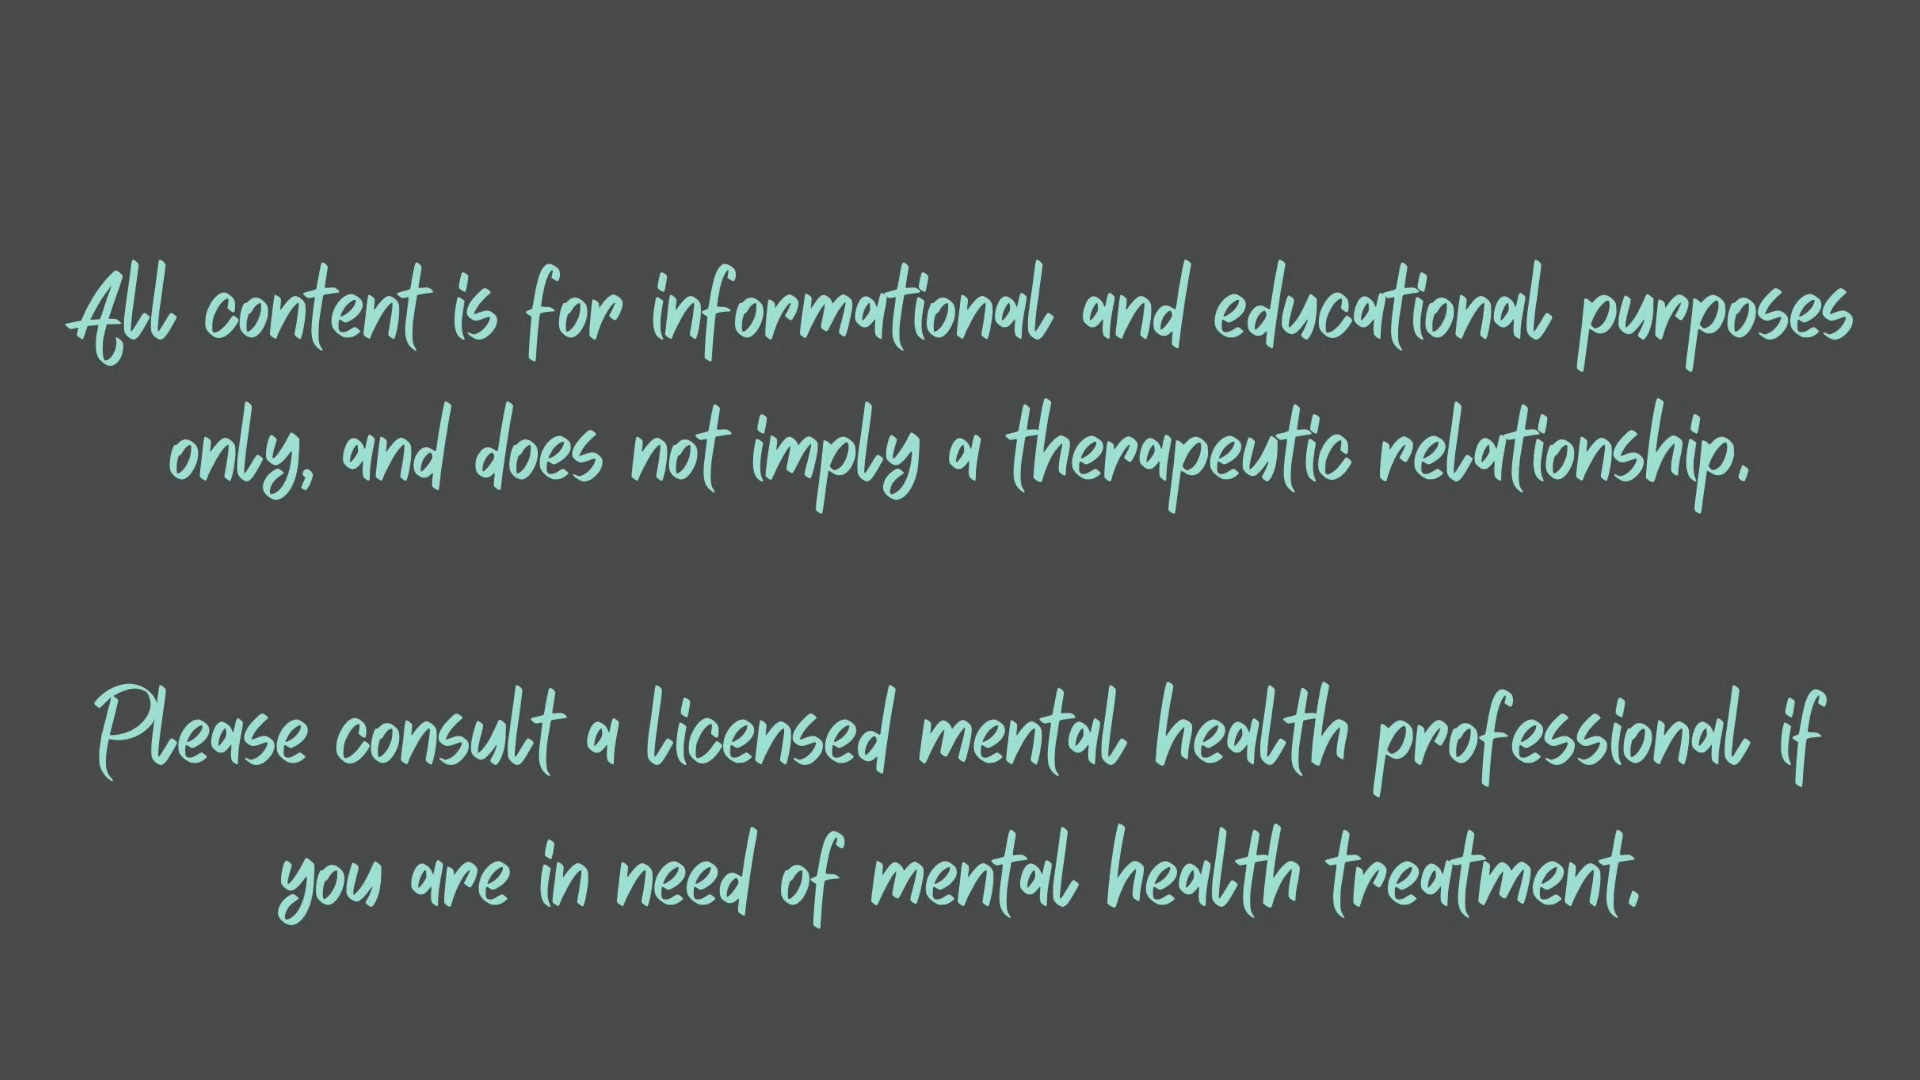 All content is for informational and educational purposes
only, and does not imply a therapeutic relationship.
Please consult a licensed mental health professional if
you are in need of mental health treatment.